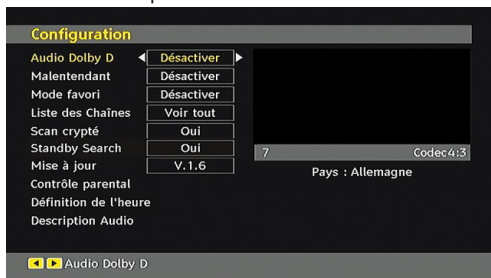 Configuration
Audio Dolby D Désactiver
Malentendant Désactiver
Mode favori Désactiver
Liste des Chaînes Voir tout
Scan crypté Oui
Standby Search Oui
Mise à jour V.1.6
Contrôle parental
Définition de l'heure
Description Audio
7 Codec4:3
Pays : Allemagne
Audio Dolby D